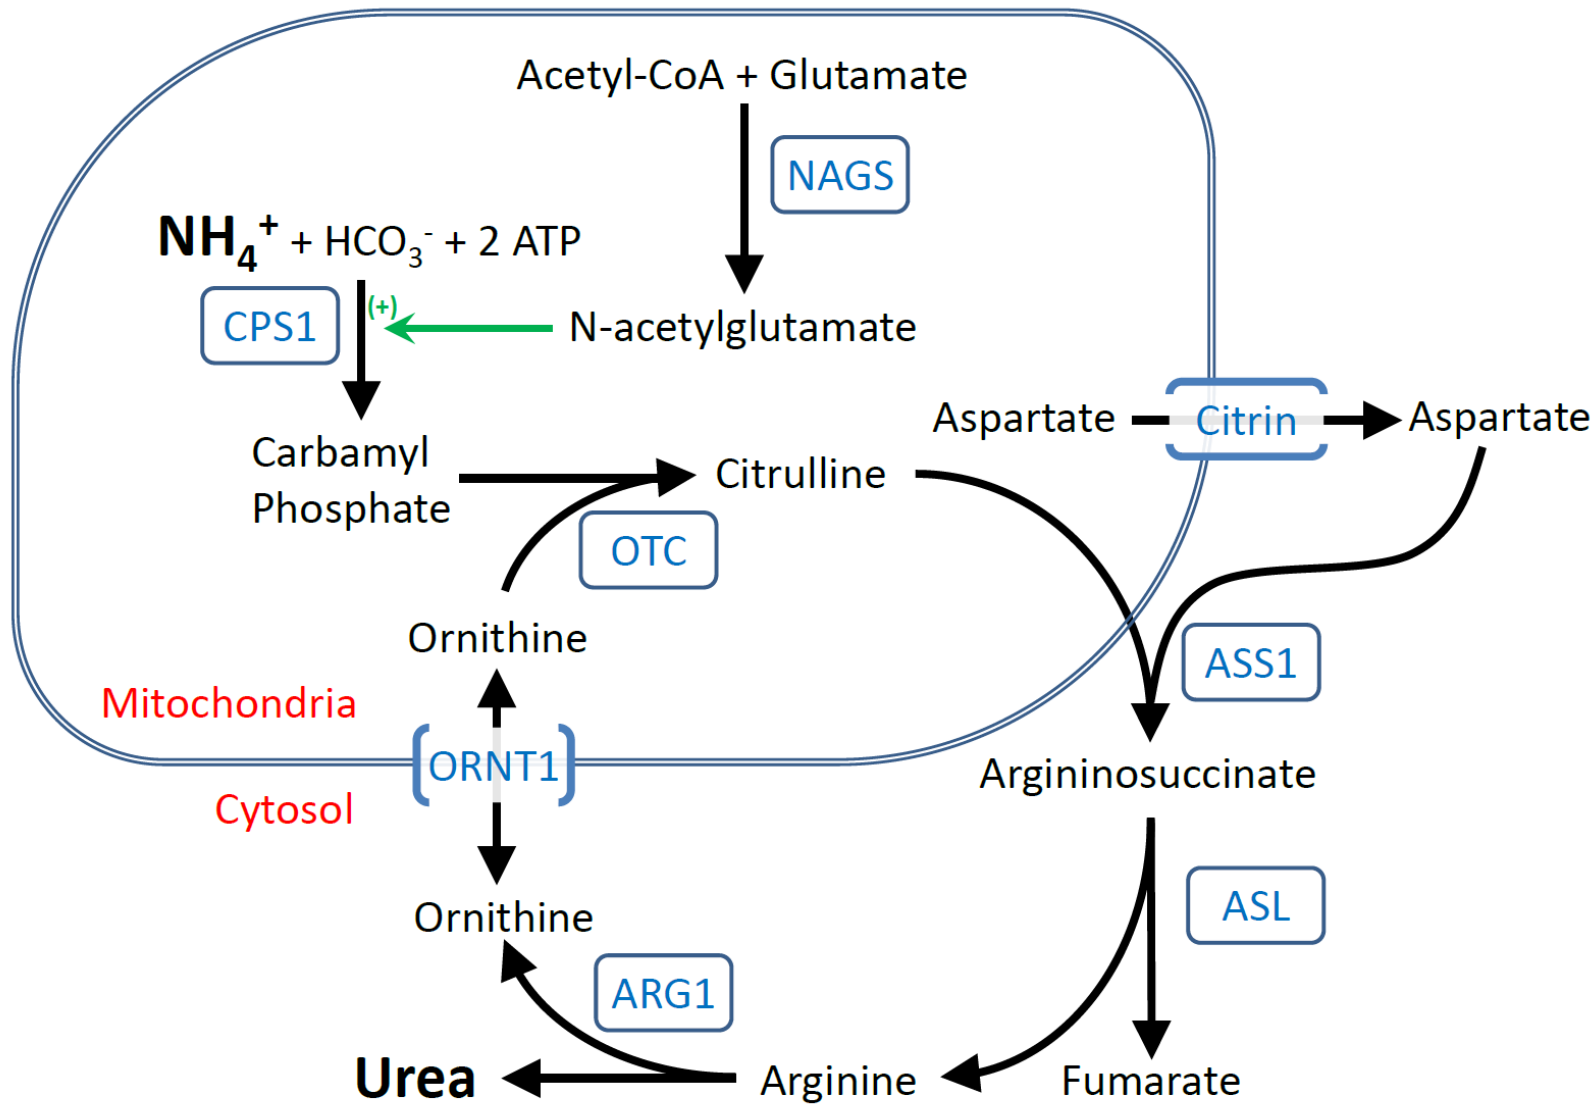 Acetyl-CoA + Glutamate
NAGS
NH₄⁺ + HCO₃⁻ + 2 ATP
CPS1
(+)
N-acetylglutamate
Aspartate
Citrin
Aspartate
Carbamyl
Phosphate
Citrulline
OTC
Ornithine
ASS1
Mitochondria
ORNT1
Argininosuccinate
Cytosol
Ornithine
ASL
ARG1
Urea
Arginine
Fumarate